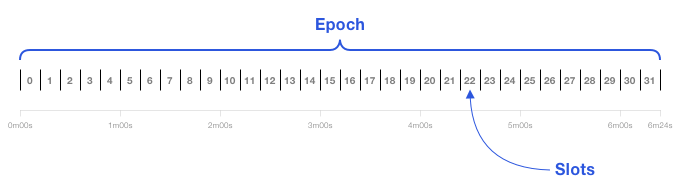 Epoch
0 1 2 3 4 5 6 7 8 9 10 11 12 13 14 15 16 17 18 19 20 21 22 23 24 25 26 27 28 29 30 31
0m00s 1m00s 2m00s 3m00s 4m00s 5m00s 6m00s 6m24s
Slots